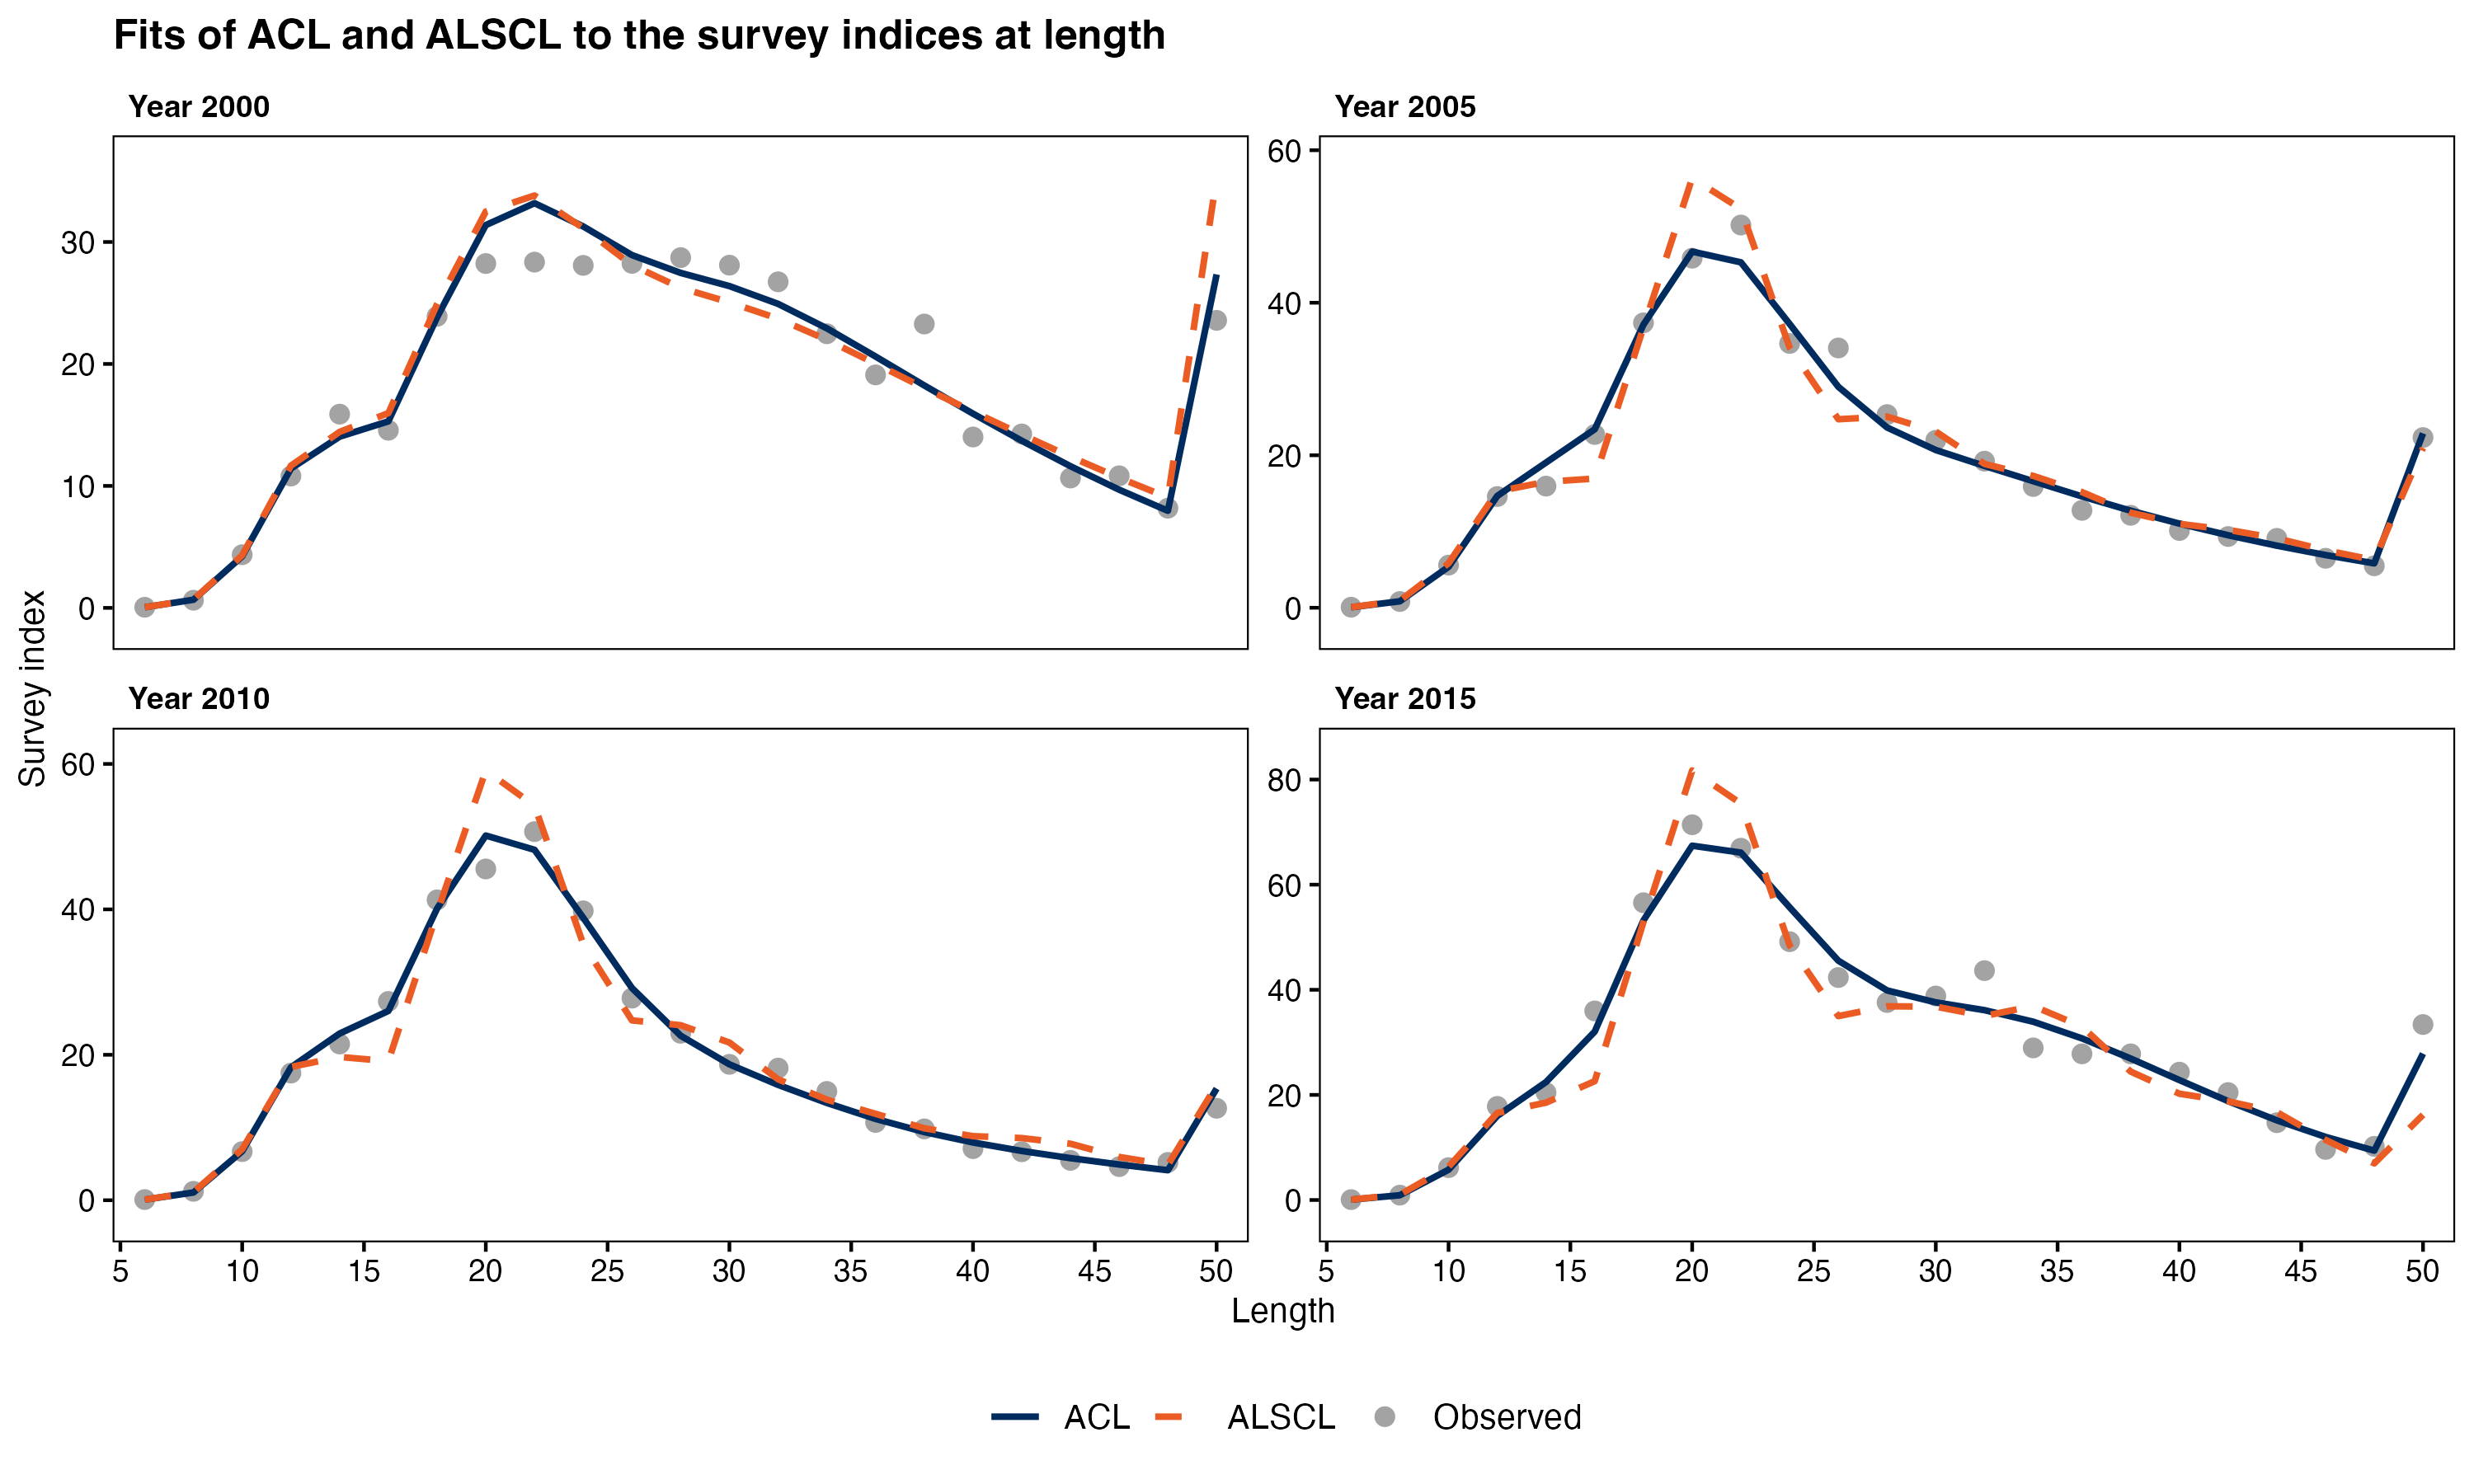 Fits of ACL and ALSCL to the survey indices at length
Year 2000
Year 2005
30
20
10
0
60
40
20
0
Survey index
Year 2010
Year 2015
60
40
20
0
80
60
40
20
0
5 10 15 20 25 30 35 40 45 50
5 10 15 20 25 30 35 40 45 50
Length
ACL ALSCL Observed